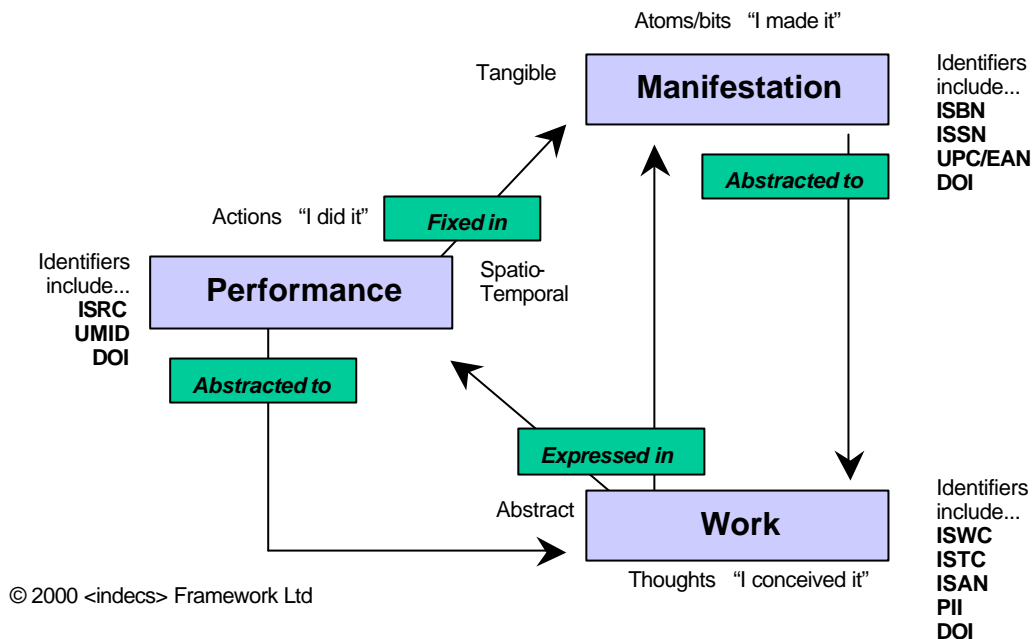 Atoms/bits “I made it”
Tangible
Manifestation
Identifiers
include...
ISBN
ISSN
UPC/EAN
DOI
Abstracted to
Actions “I did it”
Fixed in
Identifiers
include...
ISRC
UMID
DOI
Performance
Spatio-
Temporal
Abstracted to
Expressed in
Abstract
Work
Identifiers
include...
ISWC
ISTC
ISAN
PII
DOI
Thoughts “I conceived it”
© 2000 <indecs> Framework Ltd